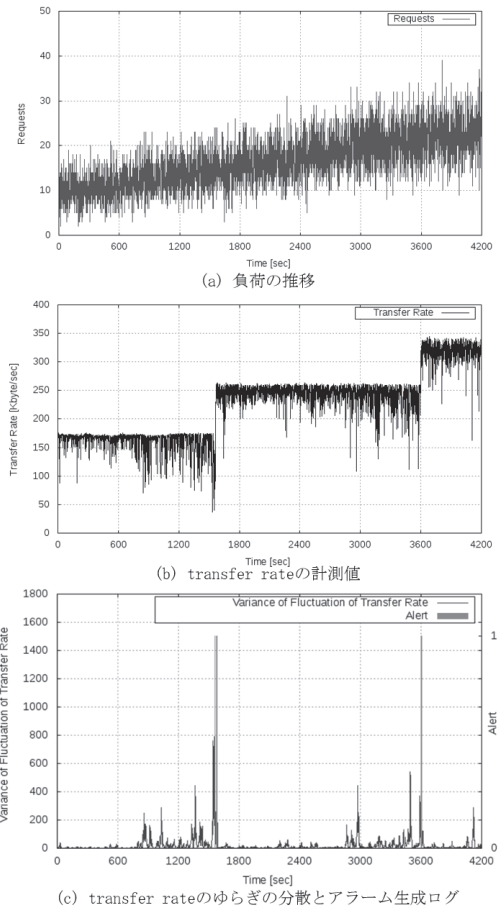 50
Requests
40
30
20
10
0
Requests
0 600 1200 1800 2400 3000 3600 4200
Time [sec]
(a) 負荷の推移
400
Transfer Rate
350
300
250
200
150
100
50
0
Transfer Rate [Kbyte/sec]
0 600 1200 1800 2400 3000 3600 4200
Time [sec]
(b) transfer rateの計測値
1800
Variance of Fluctuation of Transfer Rate
Alert
1600
1400
1200
1000
800
600
400
200
0
Variance of Fluctuation of Transfer Rate
1
0
Alert
0 600 1200 1800 2400 3000 3600 4200
Time [sec]
(c) transfer rateのゆらぎの分散とアラーム生成ログ